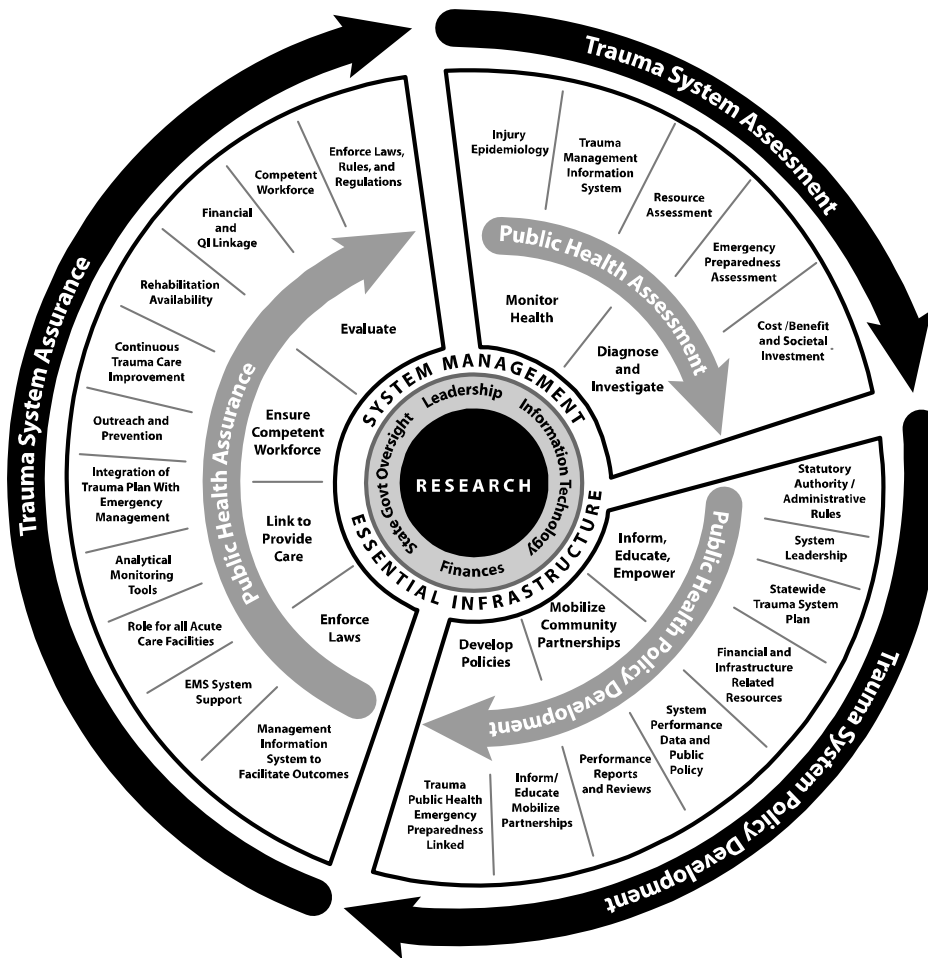 Trauma System Assessment
Injury
Epidemiology
Trauma
Management
Information
System
Resource
Assessment
Emergency
Preparedness
Assessment
Cost /Benefit
and Societal
Investment
Public Health Assessment
Monitor
Health
Diagnose
and
Investigate
Trauma System Policy Development
Statutory
Authority /
Administrative
Rules
System
Leadership
Statewide
Trauma System
Plan
Financial and
Infrastructure
Related
Resources
System
Performance
Data and
Public
Policy
Performance
Reports
and Reviews
Inform/
Educate
Mobilize
Partnerships
Trauma
Public Health
Emergency
Preparedness
Linked
Public Health Policy Development
Inform,
Educate,
Empower
Mobilize
Community
Partnerships
Develop
Policies
Trauma System Assurance
Management
Information
System to
Facilitate Outcomes
EMS System
Support
Role for all Acute
Care Facilities
Analytical
Monitoring
Tools
Integration of
Trauma Plan With
Emergency
Management
Outreach and
Prevention
Continuous
Trauma Care
Improvement
Rehabilitation
Availability
Financial
and
QI Linkage
Competent
Workforce
Enforce Laws,
Rules, and
Regulations
Public Health Assurance
Enforce
Laws
Link to
Provide
Care
Ensure
Competent
Workforce
Evaluate
SYSTEM MANAGEMENT
ESSENTIAL INFRASTRUCTURE
Leadership
Information Technology
Finances
State Govt Oversight
RESEARCH